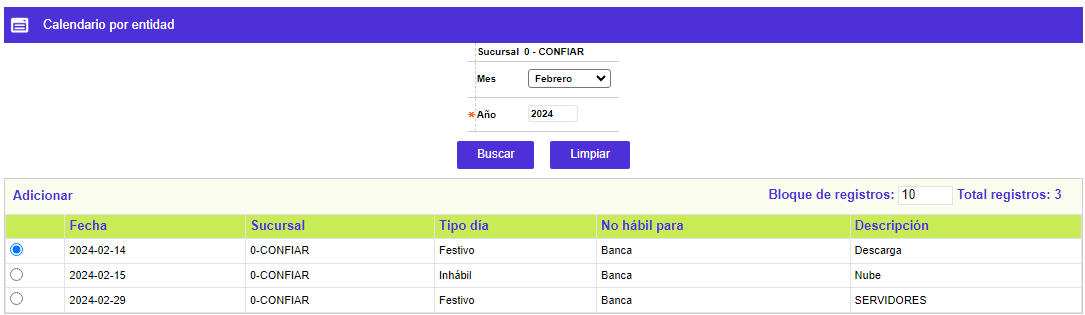 Calendario por entidad
Sucursal 0 - CONFIAR
Mes Febrero
*Año 2024
Buscar Limpiar
Adicionar Bloque de registros: 10 Total registros: 3
Fecha Sucursal Tipo día No hábil para Descripción
2024-02-14 0-CONFIAR Festivo Banca Descarga
2024-02-15 0-CONFIAR Inhábil Banca Nube
2024-02-29 0-CONFIAR Festivo Banca SERVIDORES